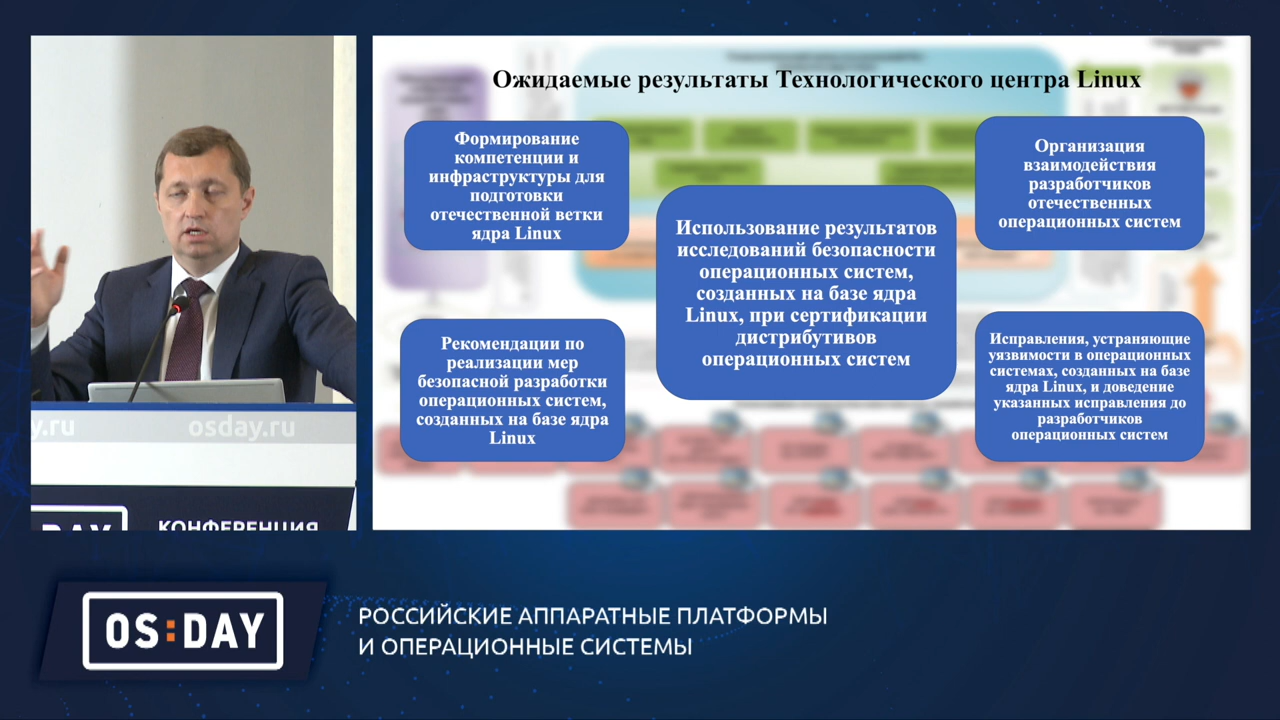 Ожидаемые результаты Технологического центра Linux
Формирование
компетенции и
инфраструктуры для
подготовки
отечественной ветки
ядра Linux
Организация
взаимодействия
разработчиков
отечественных
операционных систем
Использование результатов
исследований безопасности
операционных систем,
созданных на базе ядра
Linux, при сертификации
дистрибутивов
операционных систем
Рекомендации по
реализации мер
безопасной разработки
операционных систем,
созданных на базе ядра
Linux
Исправления, устраняющие
уязвимости в операционных
системах, созданных на базе
ядра Linux, и доведение
указанных исправления до
разработчиков
операционных систем
y.ru
osday.ru
DAY
КОНФЕРЕНЦИЯ
OS:DAY
РОССИЙСКИЕ АППАРАТНЫЕ ПЛАТФОРМЫ
И ОПЕРАЦИОННЫЕ СИСТЕМЫ